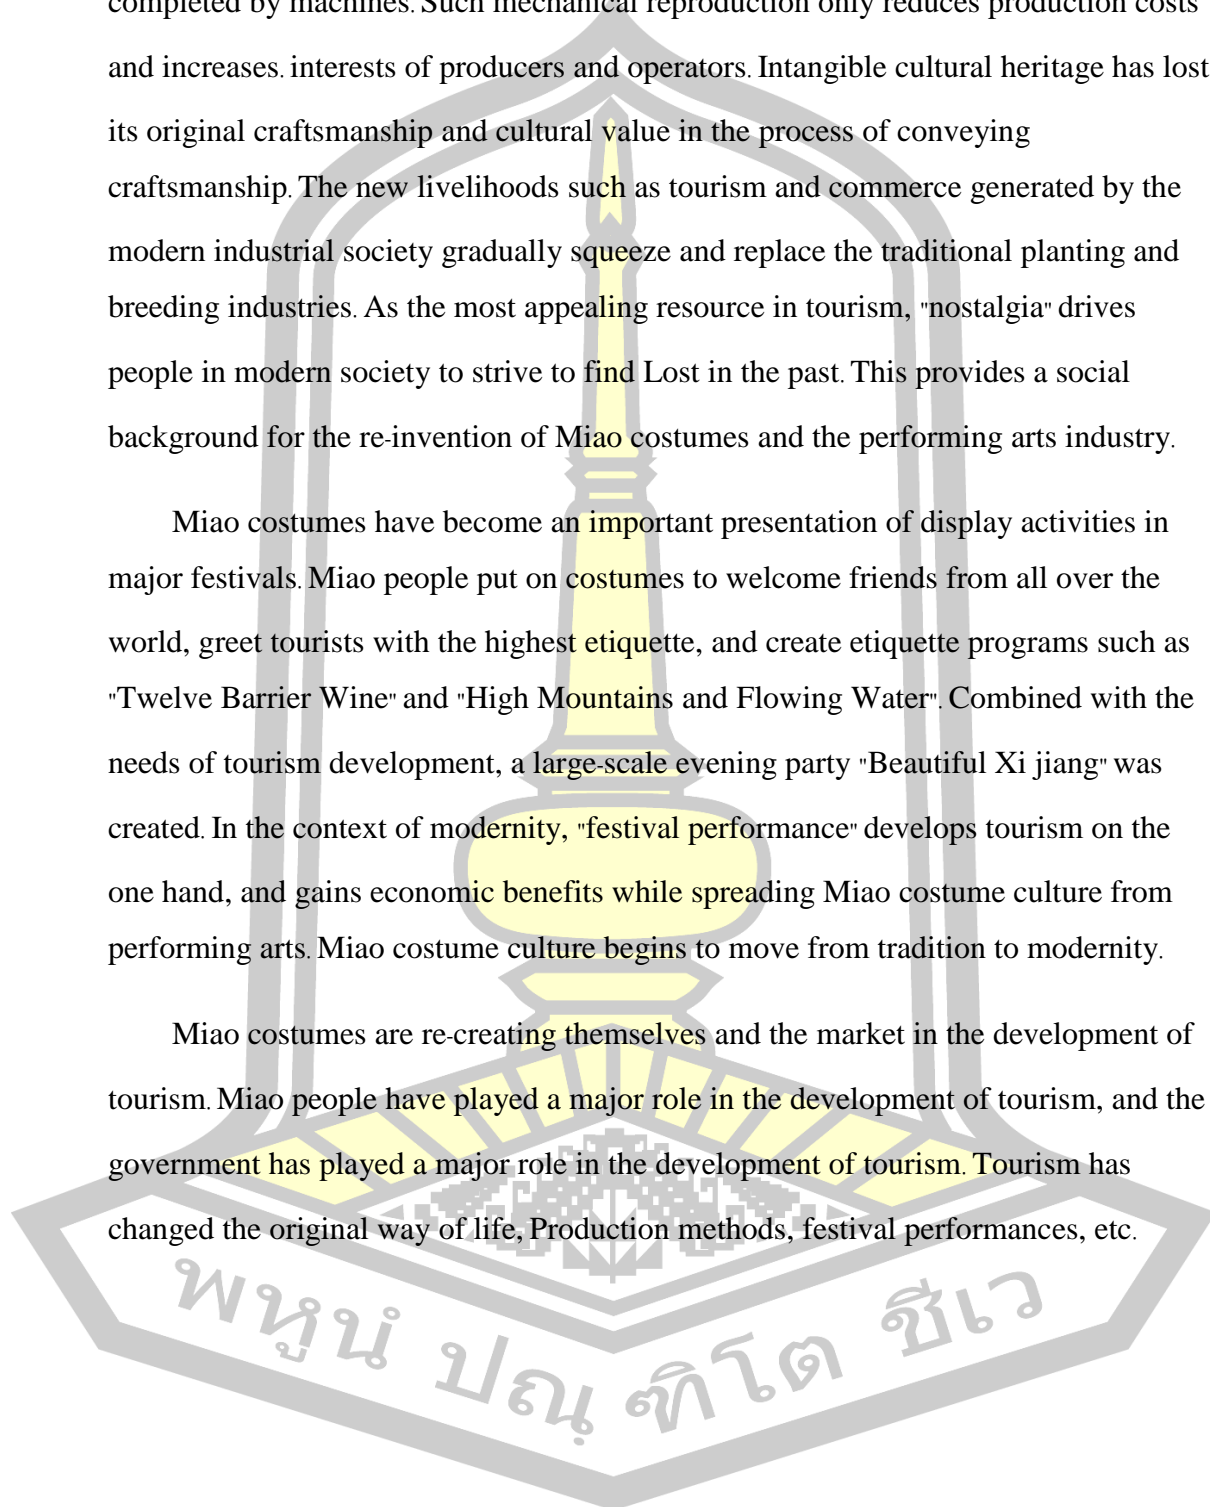 completed by machines. Such mechanical reproduction only reduces production costs
and increases. interests of producers and operators. Intangible cultural heritage has lost
its original craftsmanship and cultural value in the process of conveying
craftsmanship. The new livelihoods such as tourism and commerce generated by the
modern industrial society gradually squeeze and replace the traditional planting and
breeding industries. As the most appealing resource in tourism, "nostalgia" drives
people in modern society to strive to find Lost in the past. This provides a social
background for the re-invention of Miao costumes and the performing arts industry.
Miao costumes have become an important presentation of display activities in
major festivals. Miao people put on costumes to welcome friends from all over the
world, greet tourists with the highest etiquette, and create etiquette programs such as
"Twelve Barrier Wine" and "High Mountains and Flowing Water". Combined with the
needs of tourism development, a large-scale evening party "Beautiful Xi jiang" was
created. In the context of modernity, "festival performance" develops tourism on the
one hand, and gains economic benefits while spreading Miao costume culture from
performing arts. Miao costume culture begins to move from tradition to modernity.
Miao costumes are re-creating themselves and the market in the development of
tourism. Miao people have played a major role in the development of tourism, and the
government has played a major role in the development of tourism. Tourism has
changed the original way of life, Production methods, festival performances, etc.
พหูนํ ปณฺฑิโต ชีเว